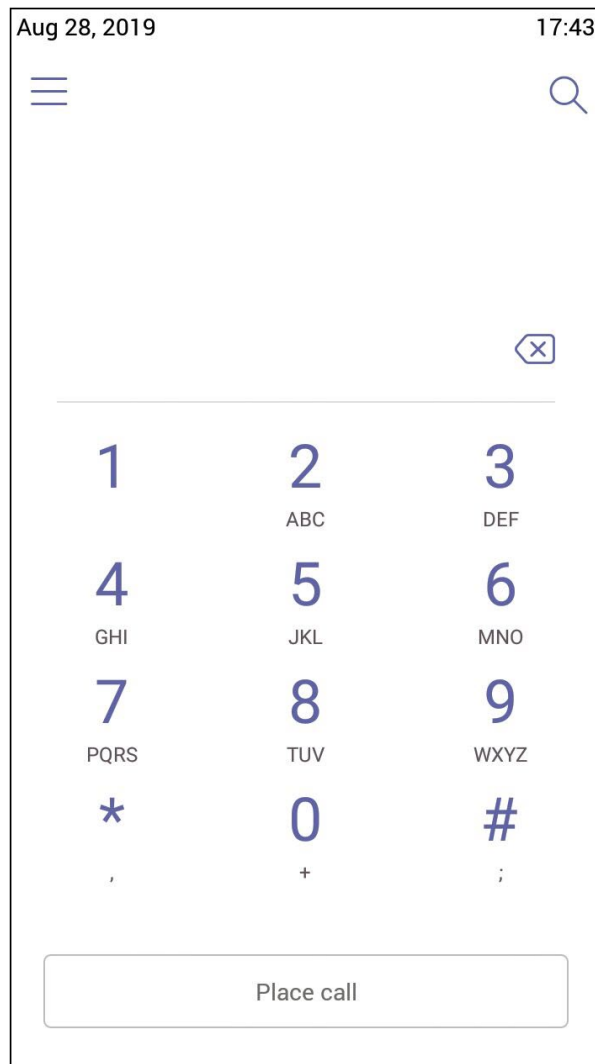 Aug 28, 2019 17:43
1 2 3
ABC DEF
4 5 6
GHI JKL MNO
7 8 9
PQRS TUV WXYZ
* 0 #
, + ;
Place call